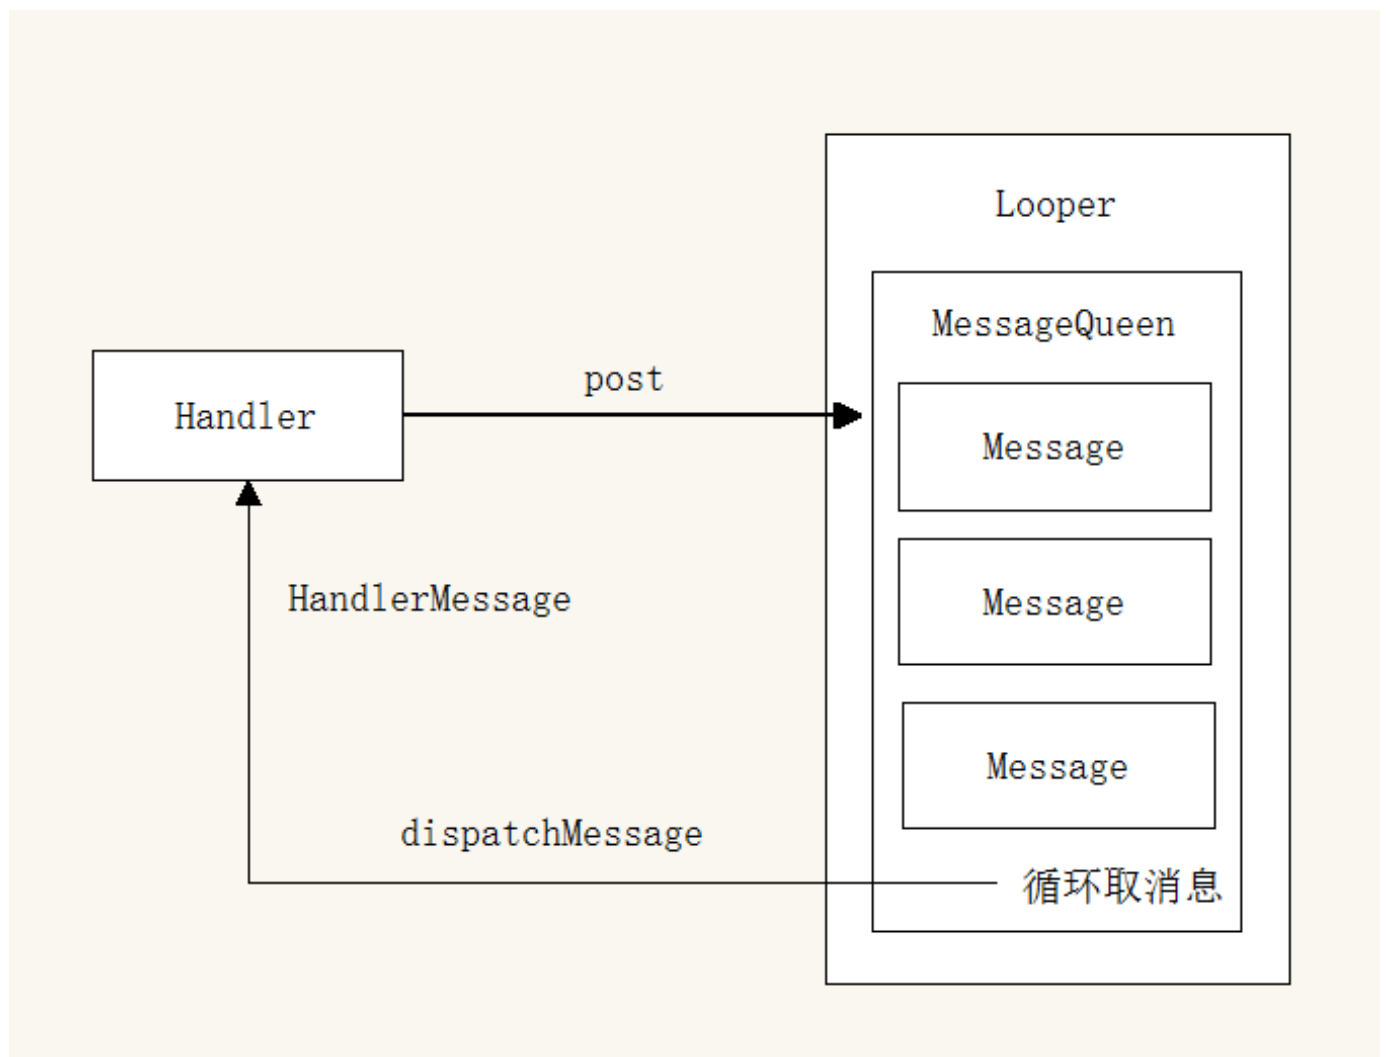 Looper
MessageQueen
post
Handler
Message
HandlerMessage
Message
Message
dispatchMessage
循环取消息